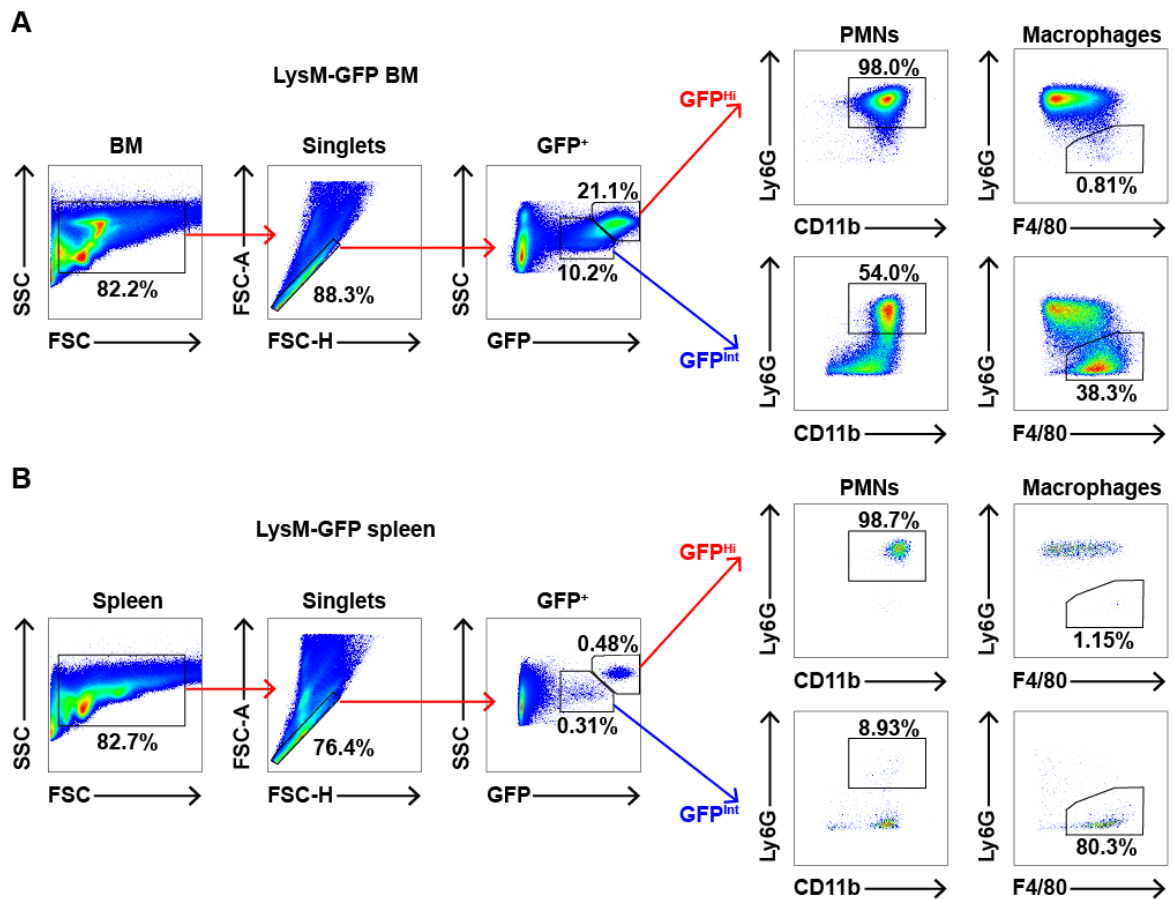 A
LysM-GFP BM
BM
SSC
FSC
82.2%
Singlets
FSC-A
FSC-H
88.3%
GFP⁺
SSC
GFP
21.1%
10.2%
GFPᴴⁱ
GFPᴵⁿᵗ
PMNs
98.0%
Ly6G
CD11b
Macrophages
Ly6G
0.81%
F4/80
54.0%
Ly6G
CD11b
Ly6G
38.3%
F4/80
B
LysM-GFP spleen
Spleen
SSC
82.7%
FSC
Singlets
FSC-A
76.4%
FSC-H
GFP⁺
SSC
0.48%
0.31%
GFP
GFPᴴⁱ
GFPᴵⁿᵗ
PMNs
98.7%
Ly6G
CD11b
Macrophages
Ly6G
1.15%
F4/80
8.93%
Ly6G
CD11b
Ly6G
80.3%
F4/80